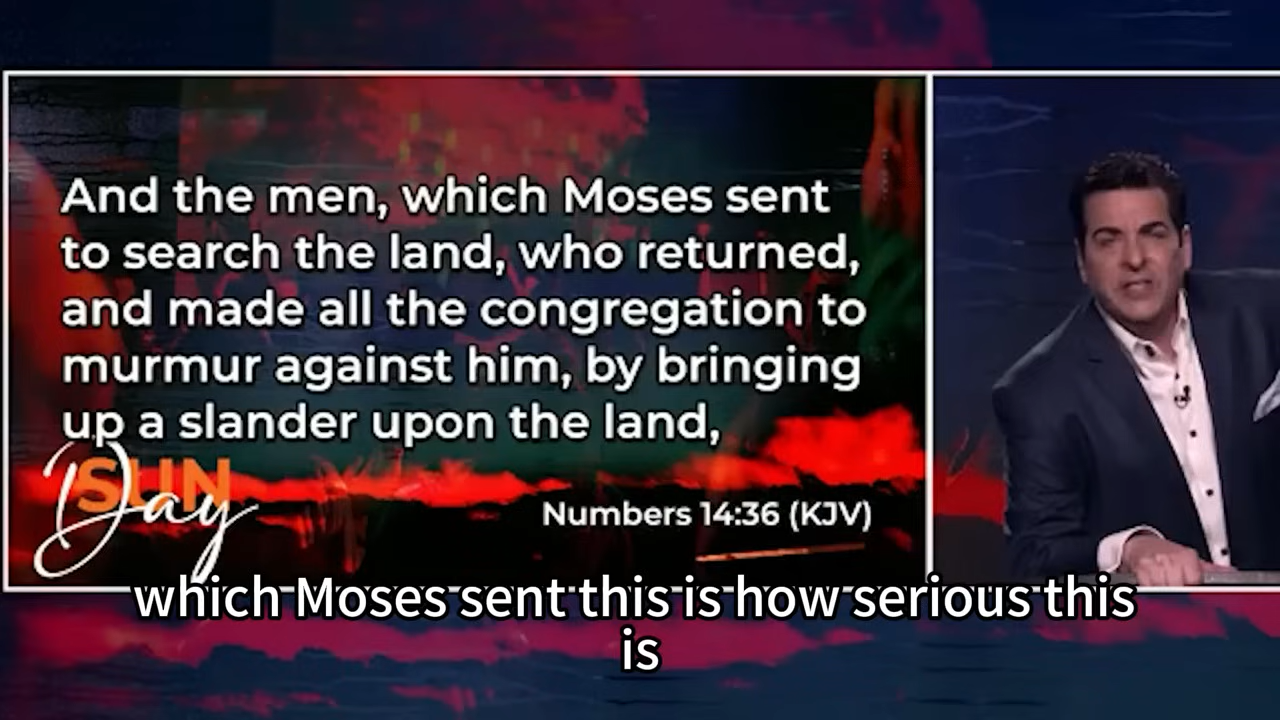 And the men, which Moses sent
to search the land, who returned,
and made all the congregation to
murmur against him, by bringing
up a slander upon the land,
SUN
Day
Numbers 14:36 (KJV)
which Moses sent this is how serious this
is